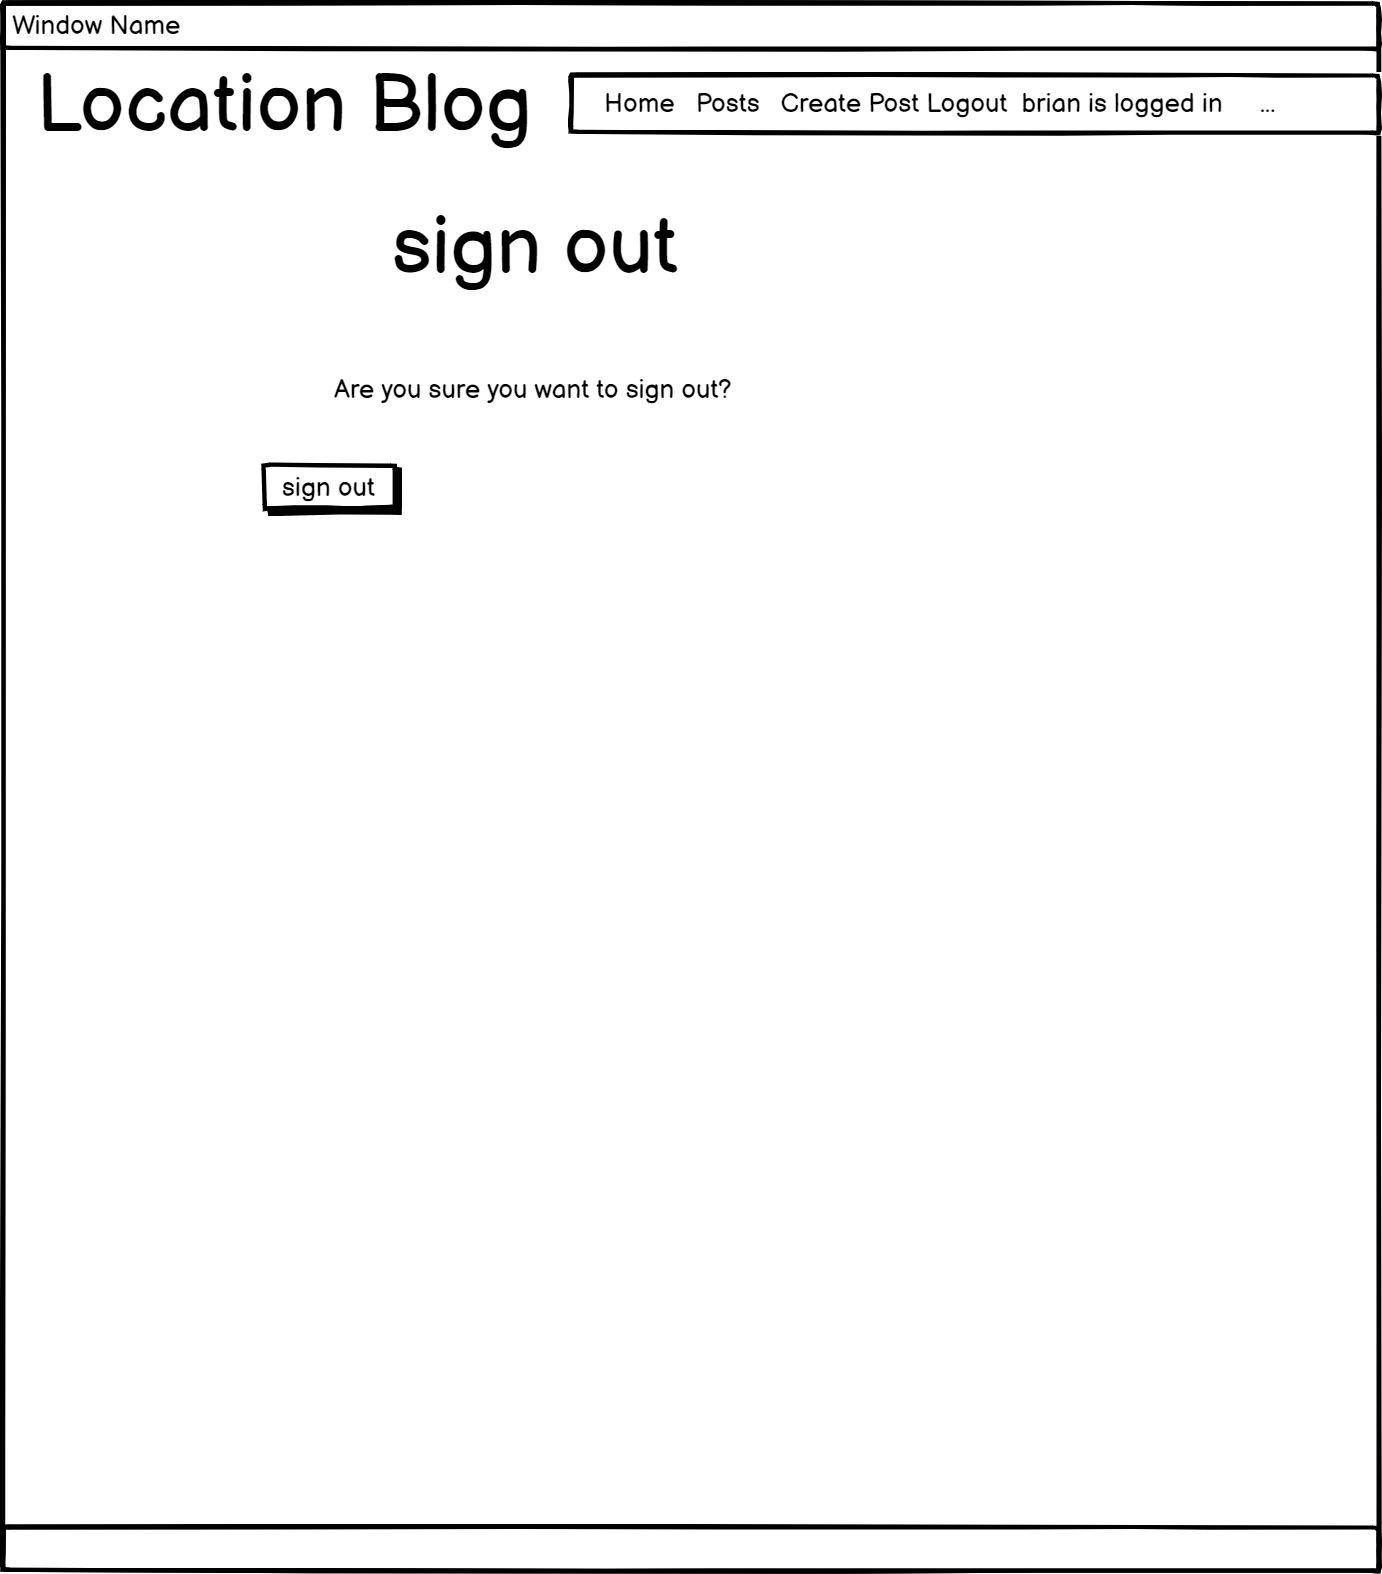 Window Name
Location Blog
Home Posts Create Post Logout brian is logged in ...
sign out
Are you sure you want to sign out?
sign out